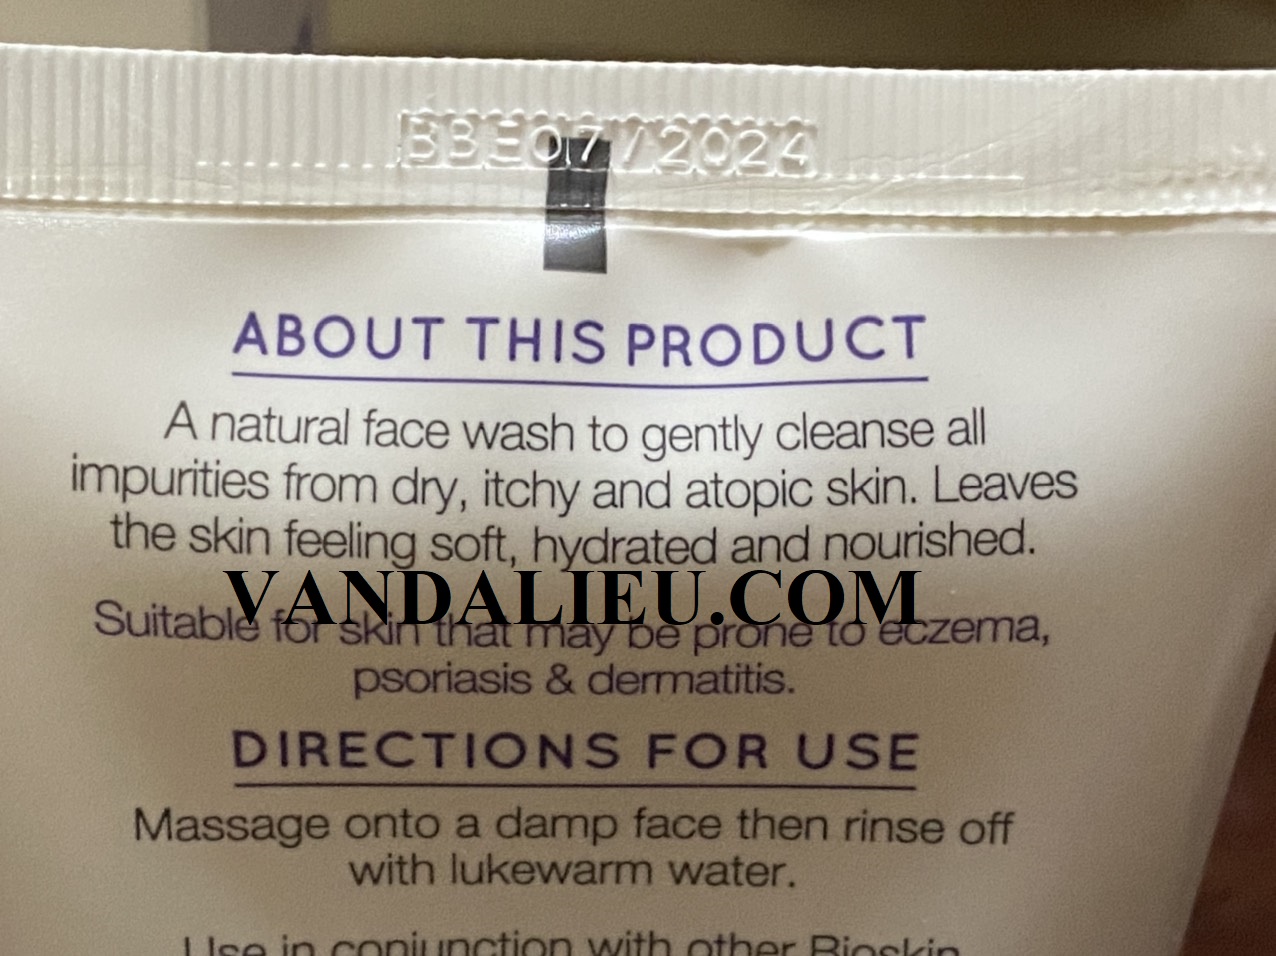 BBE07/2024
ABOUT THIS PRODUCT
A natural face wash to gently cleanse all
impurities from dry, itchy and atopic skin. Leaves
the skin feeling soft, hydrated and nourished.
VANDALIEU.COM
Suitable for skin that may be prone to eczema,
psoriasis & dermatitis.
DIRECTIONS FOR USE
Massage onto a damp face then rinse off
with lukewarm water.
Use in conjunction with other Bioskin